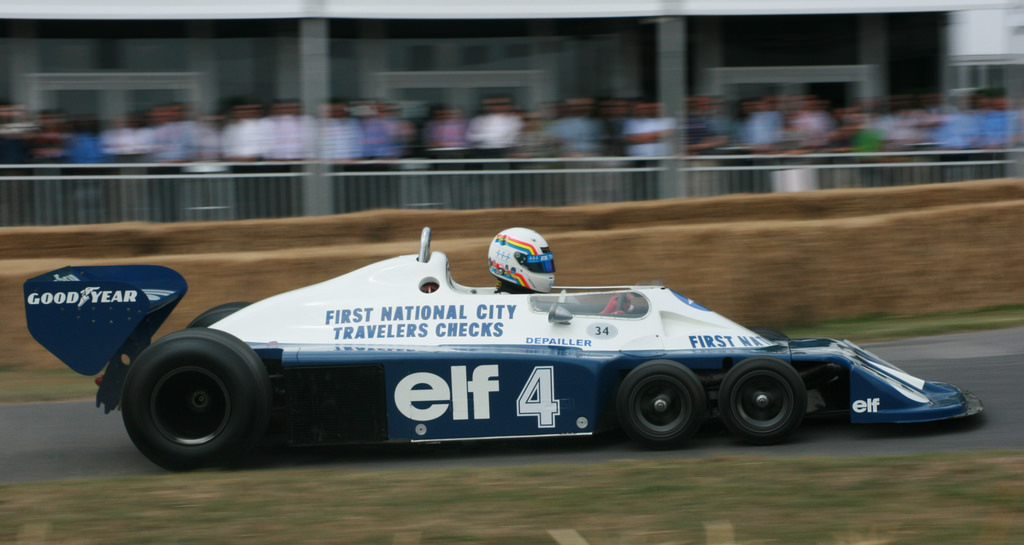 GOODYEAR
FIRST NATIONAL CITY
TRAVELERS CHECKS
DEPAILLER
34
FIRST NA
elf
4
elf